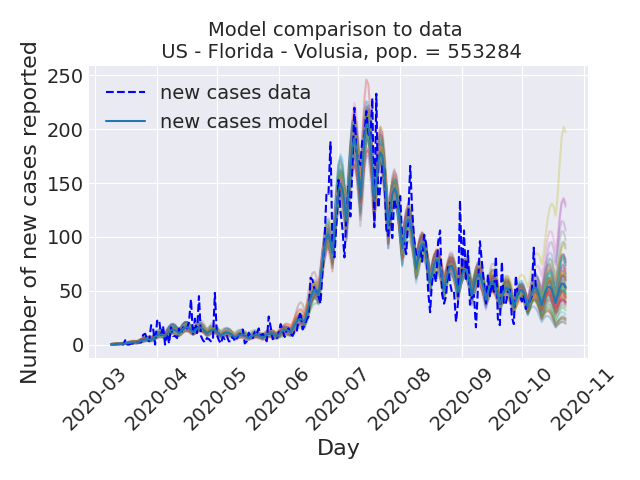 Model comparison to data
US - Florida - Volusia, pop. = 553284
Number of new cases reported
250
200
150
100
50
0
new cases data
new cases model
2020-03
2020-04
2020-05
2020-06
2020-07
2020-08
2020-09
2020-10
2020-11
Day